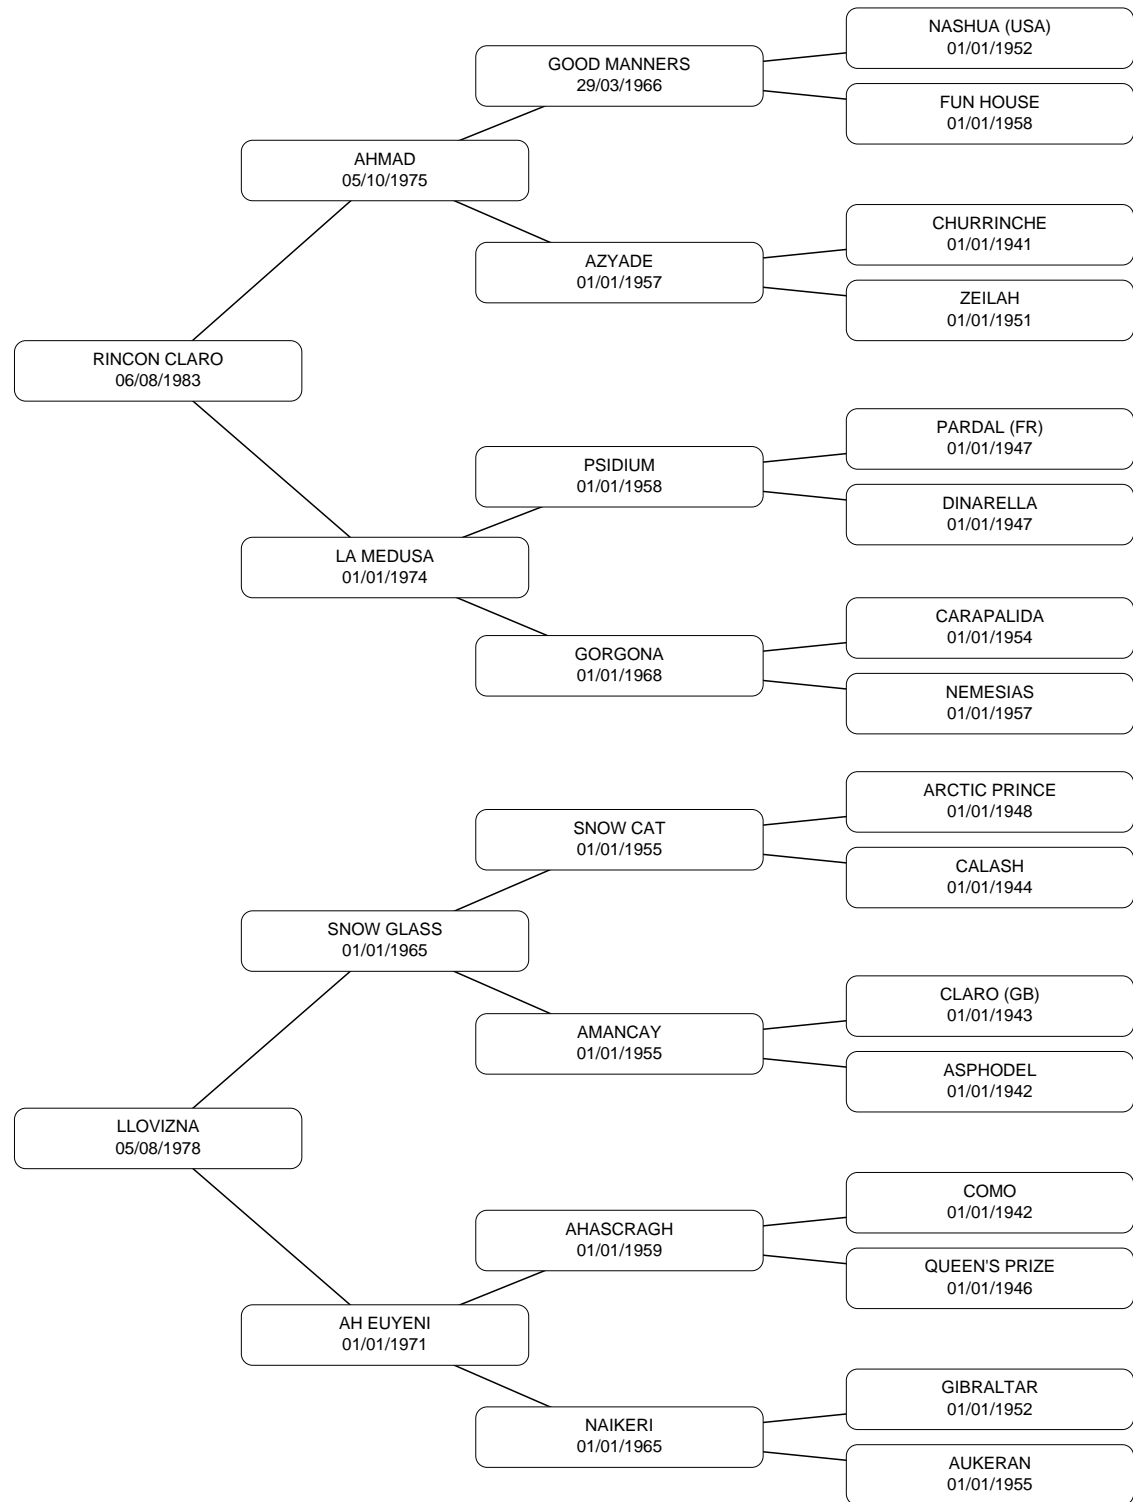 NASHUA (USA)
01/01/1952
GOOD MANNERS
29/03/1966
FUN HOUSE
01/01/1958
AHMAD
05/10/1975
CHURRINCHE
01/01/1941
AZYADE
01/01/1957
ZEILAH
01/01/1951
RINCON CLARO
06/08/1983
PARDAL (FR)
01/01/1947
PSIDIUM
01/01/1958
DINARELLA
01/01/1947
LA MEDUSA
01/01/1974
CARAPALIDA
01/01/1954
GORGONA
01/01/1968
NEMESIAS
01/01/1957
ARCTIC PRINCE
01/01/1948
SNOW CAT
01/01/1955
CALASH
01/01/1944
SNOW GLASS
01/01/1965
CLARO (GB)
01/01/1943
AMANCAY
01/01/1955
ASPHODEL
01/01/1942
LLOVIZNA
05/08/1978
COMO
01/01/1942
AHASCRAGH
01/01/1959
QUEEN'S PRIZE
01/01/1946
AH EUYENI
01/01/1971
GIBRALTAR
01/01/1952
NAIKERI
01/01/1965
AUKERAN
01/01/1955